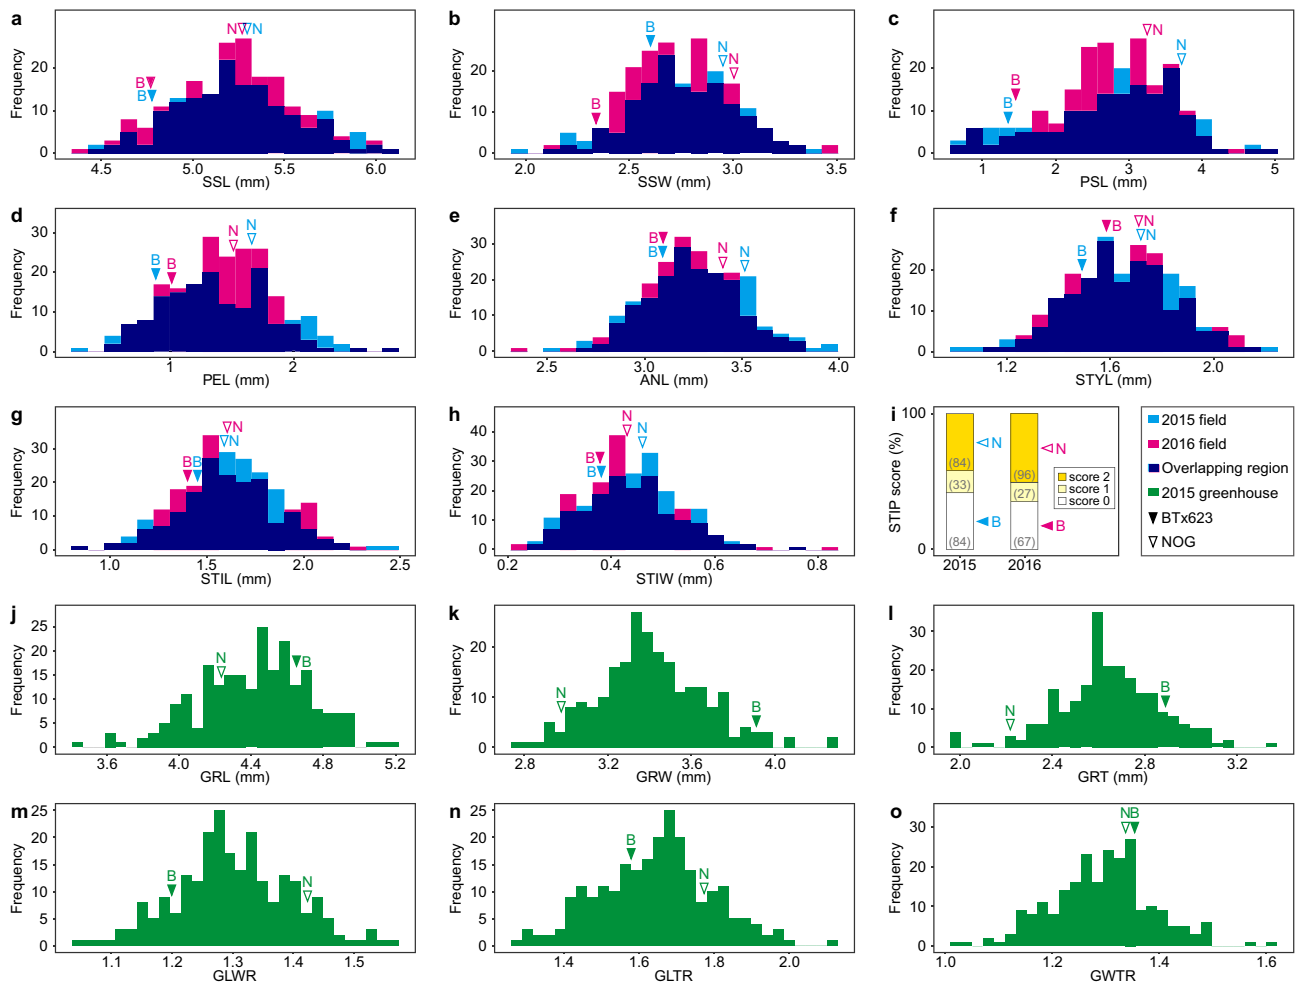 a
Frequency
20
10
0
4.5 5.0 5.5 6.0
SSL (mm)
N N
B
B
b
Frequency
20
10
0
2.0 2.5 3.0 3.5
SSW (mm)
B
N
N
B
c
Frequency
20
10
0
1 2 3 4 5
PSL (mm)
N
N
B
B
d
Frequency
30
20
10
0
1 2
PEL (mm)
N
N
B B
e
Frequency
30
20
10
0
2.5 3.0 3.5 4.0
ANL (mm)
B
B
N
N
f
Frequency
20
10
0
1.2 1.6 2.0
STYL (mm)
B
N
N
B
g
Frequency
30
20
10
0
1.0 1.5 2.0 2.5
STIL (mm)
N
N
B B
h
Frequency
40
30
20
10
0
0.2 0.4 0.6 0.8
STIW (mm)
N
N
B
B
i
STIP score (%)
100
0
(84)
(33)
(84)
(96)
(27)
(67)
N
B
N
B
score 2
score 1
score 0
2015 2016
2015 field
2016 field
Overlapping region
2015 greenhouse
BTx623
NOG
j
Frequency
25
20
15
10
5
0
3.6 4.0 4.4 4.8 5.2
GRL (mm)
N
B
k
Frequency
20
10
0
2.8 3.2 3.6 4.0
GRW (mm)
N
B
l
Frequency
30
20
10
0
2.0 2.4 2.8 3.2
GRT (mm)
N
B
m
Frequency
25
20
15
10
5
0
1.1 1.2 1.3 1.4 1.5
GLWR
B
N
n
Frequency
25
20
15
10
5
0
1.4 1.6 1.8 2.0
GLTR
B
N
o
Frequency
30
20
10
0
1.0 1.2 1.4 1.6
GWTR
NB